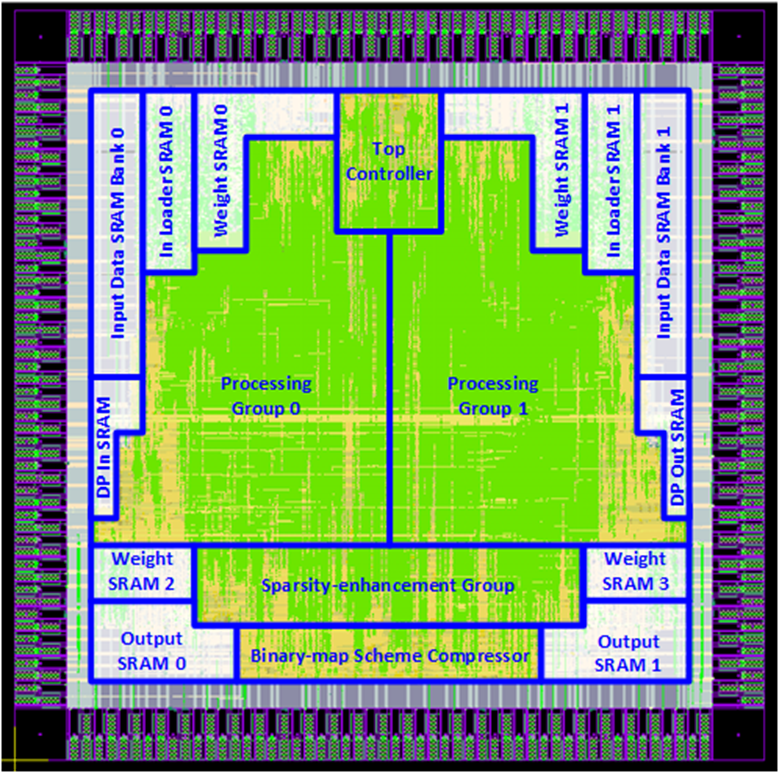 Input Data SRAM Bank 0
In Loader SRAM 0
Weight SRAM 0
Top
Controller
Weight SRAM 1
In Loader SRAM 1
Input Data SRAM Bank 1
Processing
Group 0
Processing
Group 1
DP In SRAM
DP Out SRAM
Weight
SRAM 2
Sparsity-enhancement Group
Weight
SRAM 3
Output
SRAM 0
Binary-map Scheme Compressor
Output
SRAM 1